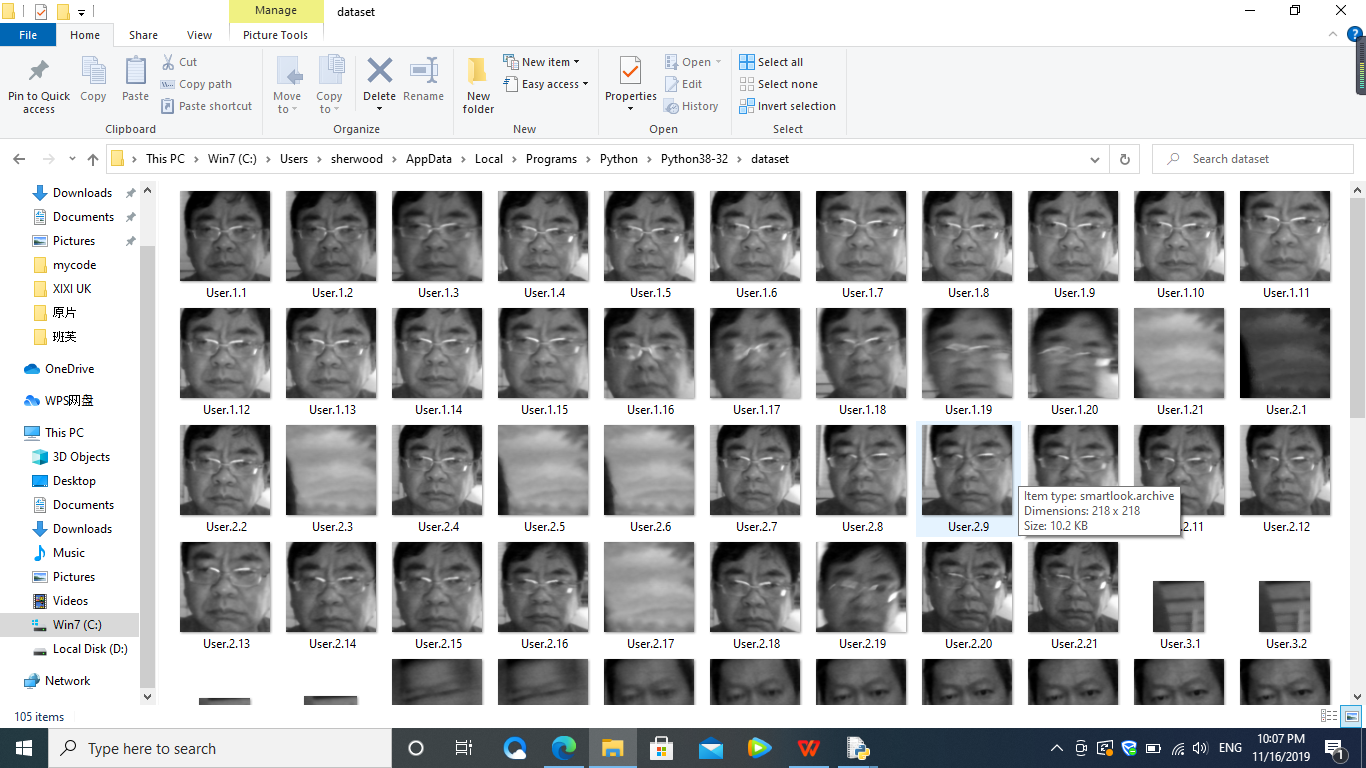 Manage
dataset
File
Home
Share
View
Picture Tools
Pin to Quick access
Copy
Paste
Cut
Copy path
Paste shortcut
Clipboard
Move to
Copy to
Delete
Rename
Organize
New folder
New item
Easy access
New
Properties
Open
Edit
History
Open
Select all
Select none
Invert selection
Select
This PC > Win7 (C:) > Users > sherwood > AppData > Local > Programs > Python > Python38-32 > dataset
Search dataset
Downloads
Documents
Pictures
mycode
XIXI UK
原片
班芙
OneDrive
WPS网盘
This PC
3D Objects
Desktop
Documents
Downloads
Music
Pictures
Videos
Win7 (C:)
Local Disk (D:)
Network
User.1.1 User.1.2 User.1.3 User.1.4 User.1.5 User.1.6 User.1.7 User.1.8 User.1.9 User.1.10 User.1.11
User.1.12 User.1.13 User.1.14 User.1.15 User.1.16 User.1.17 User.1.18 User.1.19 User.1.20 User.1.21 User.2.1
User.2.2 User.2.3 User.2.4 User.2.5 User.2.6 User.2.7 User.2.8 User.2.9 2.11 User.2.12
Item type: smartlook.archive
Dimensions: 218 x 218
Size: 10.2 KB
User.2.13 User.2.14 User.2.15 User.2.16 User.2.17 User.2.18 User.2.19 User.2.20 User.2.21 User.3.1 User.3.2
105 items
Type here to search
ENG
10:07 PM
11/16/2019
1